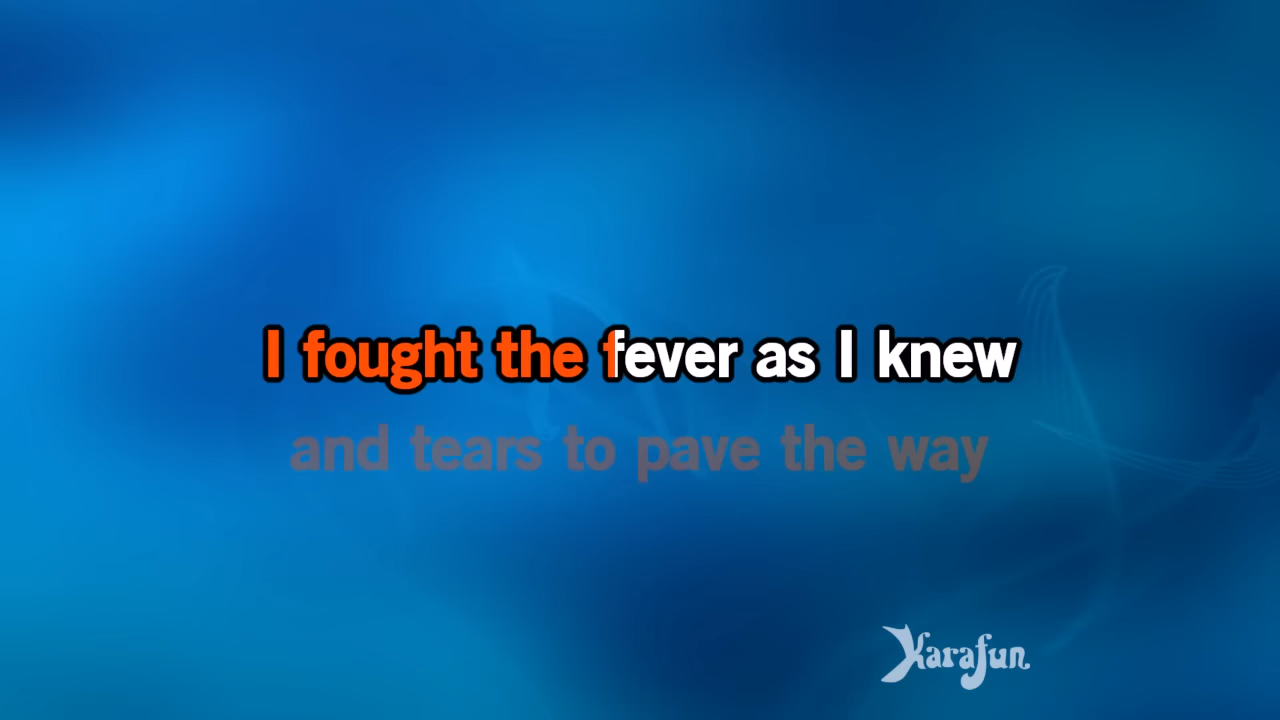 I fought the fever as I knew
and tears to pave the way
Karafun